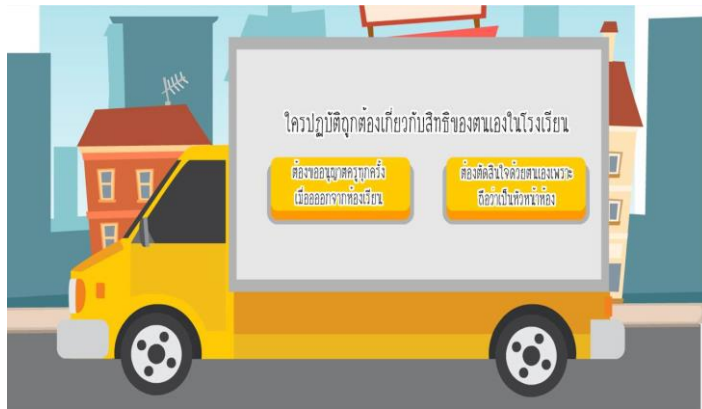 ใครปฏบัติถูกต้องเกี่ยวกับสิทธิของตนเองในโรงเรียน
ต้องขออนุญาตครูทุกครั้ง
เมื่อออกจากห้องเรียน
ต้องตัดสินใจด้วยตนเองเพราะ
ถือว่าเป็นหัวหน้าห้อง